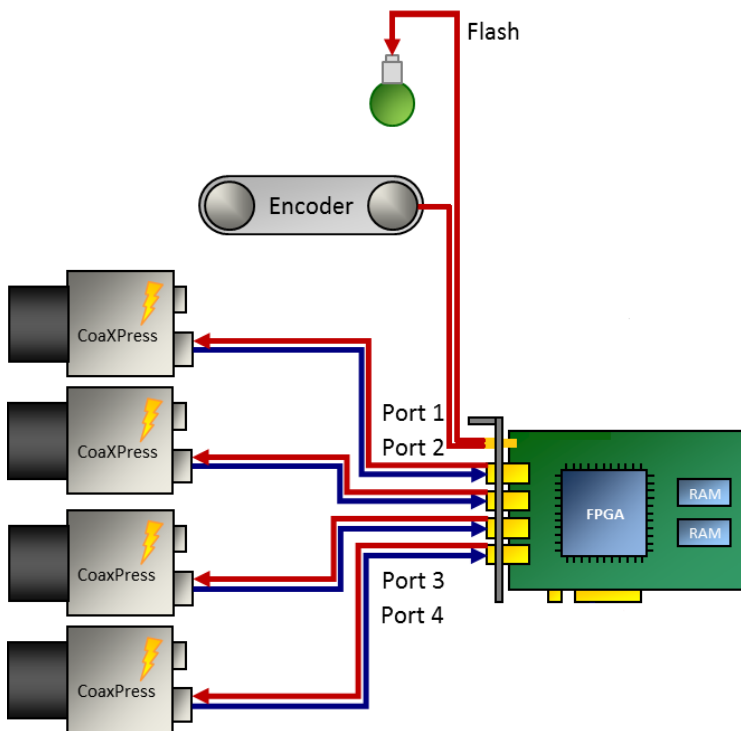 Flash
Encoder
CoaXPress
CoaXPress
Port 1
Port 2
RAM
FPGA
RAM
CoaxPress
Port 3
Port 4
CoaxPress